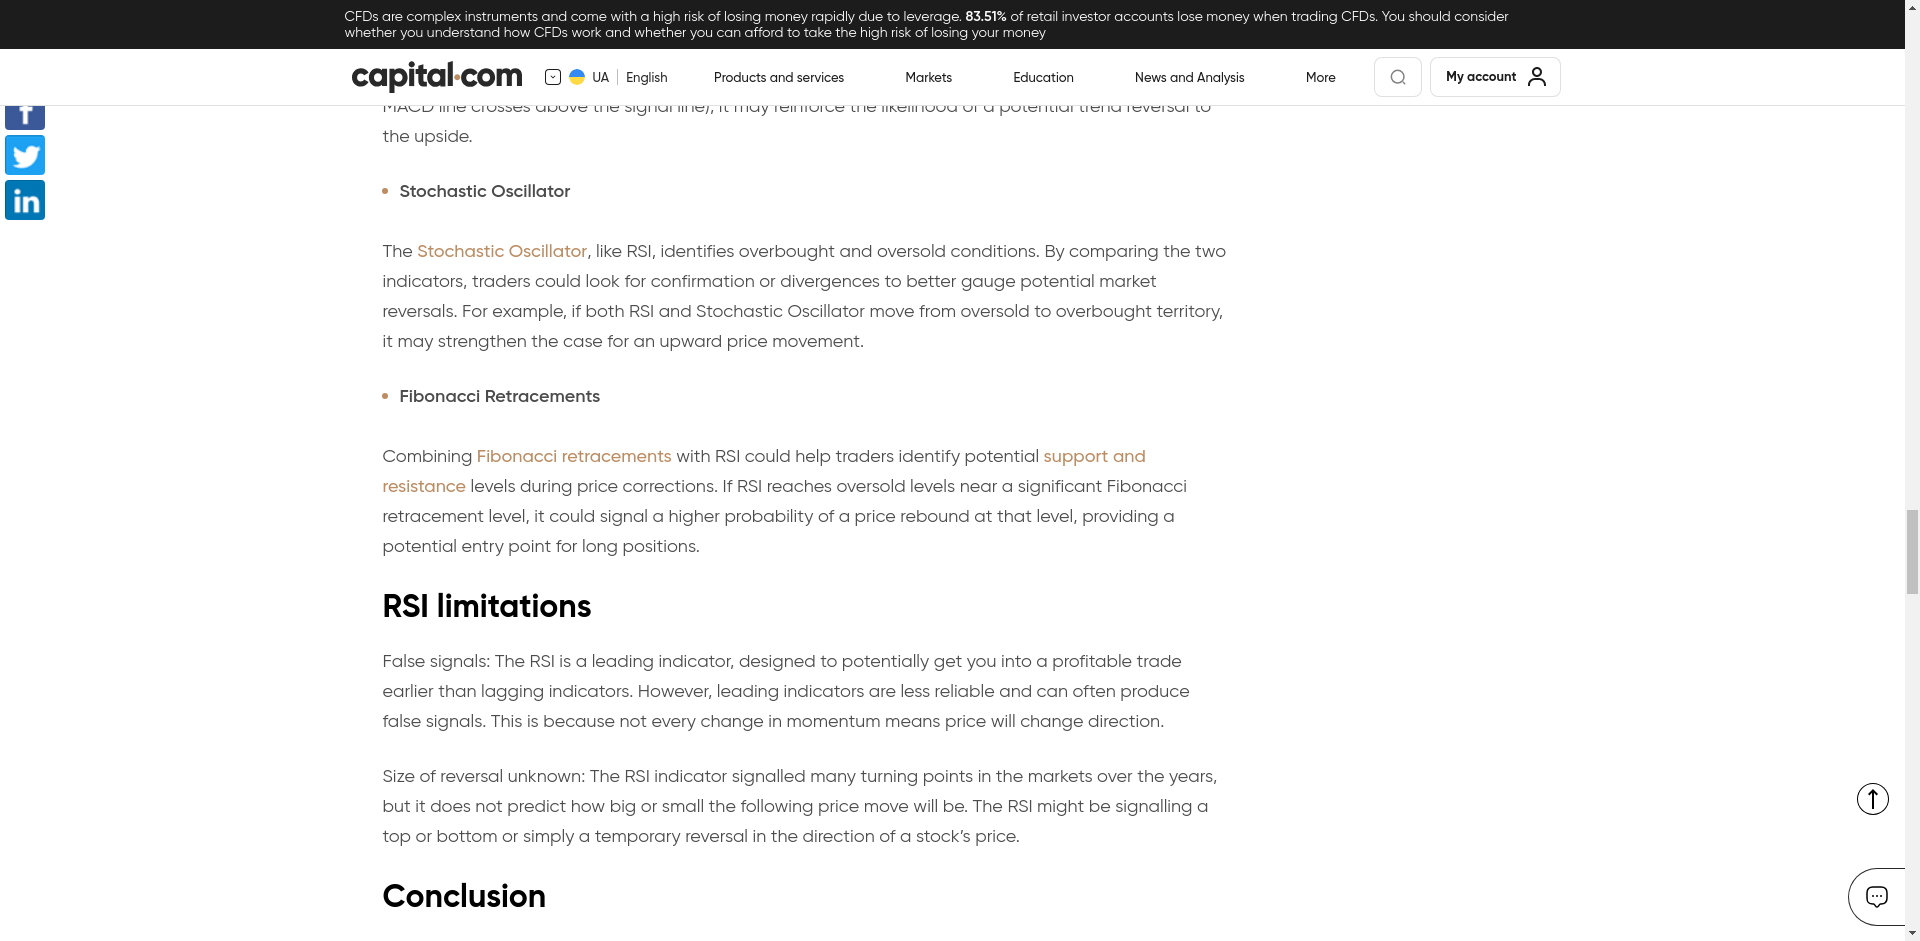 CFDs are complex instruments and come with a high risk of losing money rapidly due to leverage. 83.51% of retail investor accounts lose money when trading CFDs. You should consider
whether you understand how CFDs work and whether you can afford to take the high risk of losing your money
capital.com
UA English
Products and services
Markets
Education
News and Analysis
More
My account
MACD line crosses above the signal line), it may reinforce the likelihood of a potential trend reversal to
the upside.
Stochastic Oscillator
The Stochastic Oscillator, like RSI, identifies overbought and oversold conditions. By comparing the two
indicators, traders could look for confirmation or divergences to better gauge potential market
reversals. For example, if both RSI and Stochastic Oscillator move from oversold to overbought territory,
it may strengthen the case for an upward price movement.
Fibonacci Retracements
Combining Fibonacci retracements with RSI could help traders identify potential support and
resistance levels during price corrections. If RSI reaches oversold levels near a significant Fibonacci
retracement level, it could signal a higher probability of a price rebound at that level, providing a
potential entry point for long positions.
RSI limitations
False signals: The RSI is a leading indicator, designed to potentially get you into a profitable trade
earlier than lagging indicators. However, leading indicators are less reliable and can often produce
false signals. This is because not every change in momentum means price will change direction.
Size of reversal unknown: The RSI indicator signalled many turning points in the markets over the years,
but it does not predict how big or small the following price move will be. The RSI might be signalling a
top or bottom or simply a temporary reversal in the direction of a stock’s price.
Conclusion
f
in